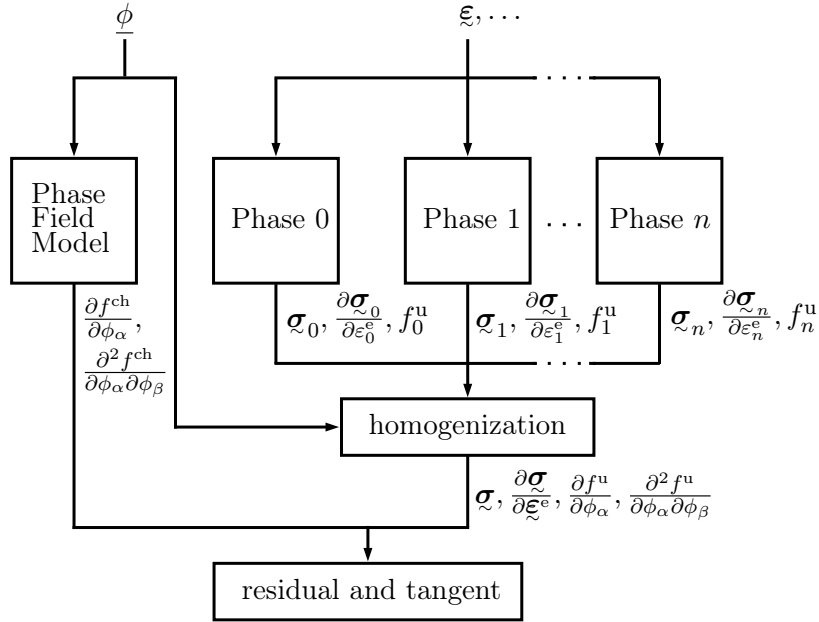 ϕ
ε, . . .
Phase
Field
Model
Phase 0
Phase 1
. . .
Phase n
∂f^ch/∂ϕ_α,
∂²f^ch/∂ϕ_α∂ϕ_β
σ_0, ∂σ_0/∂ε_0^e, f_0^u
σ_1, ∂σ_1/∂ε_1^e, f_1^u
σ_n, ∂σ_n/∂ε_n^e, f_n^u
homogenization
σ, ∂σ/∂ε^e, ∂f^u/∂ϕ_α, ∂²f^u/∂ϕ_α∂ϕ_β
residual and tangent